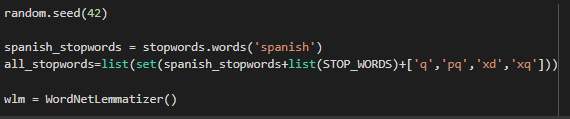 random.seed(42)
spanish_stopwords = stopwords.words('spanish')
all_stopwords=list(set(spanish_stopwords+list(STOP_WORDS)+['q','pq','xd','xq']))
wlm = WordNetLemmatizer()